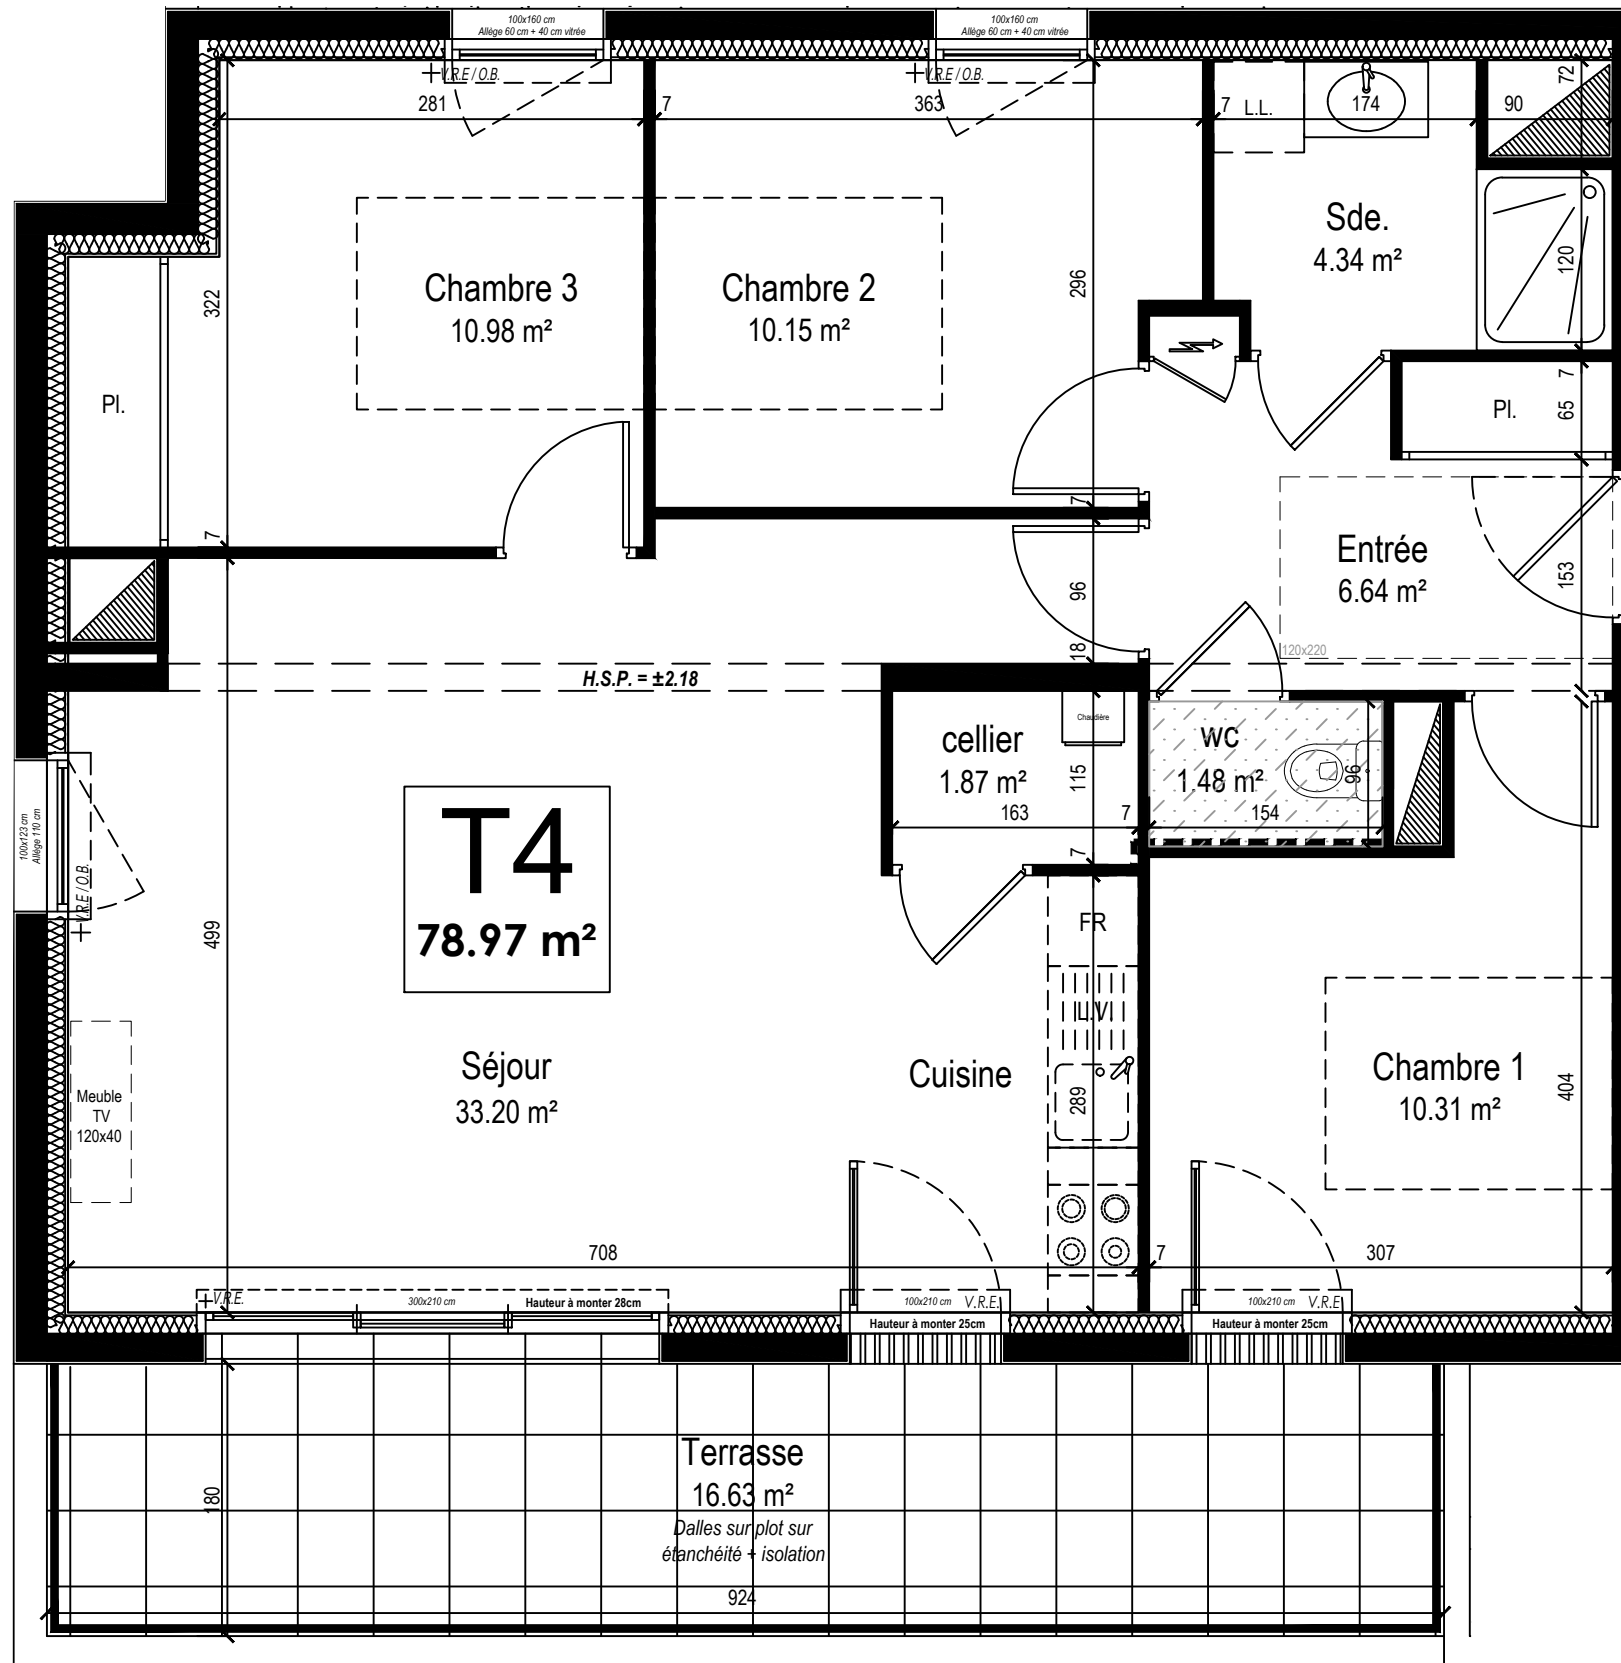 100x160 cm
Allège 60 cm + 40 cm vitrée
100x160 cm
Allège 60 cm + 40 cm vitrée
V.R.E / O.B.
V.R.E / O.B.
281
7
363
7
L.L.
174
90
72
Sde.
4.34 m²
120
322
Chambre 3
10.98 m²
Chambre 2
10.15 m²
296
Pl.
Pl.
7
65
7
7
Entrée
6.64 m²
153
96
18
120x220
H.S.P. = ±2.18
cellier
1.87 m²
Chaudière
115
163
7
7
WC
1.48 m²
96
154
100x123 cm
Allège 110 cm
V.R.E / O.B.
T4
78.97 m²
499
FR
L.V.
Séjour
33.20 m²
Cuisine
289
Chambre 1
10.31 m²
404
Meuble
TV
120x40
708
7
307
V.R.E.
300x210 cm
Hauteur à monter 28cm
100x210 cm
V.R.E.
Hauteur à monter 25cm
100x210 cm
V.R.E
Hauteur à monter 25cm
Terrasse
16.63 m²
Dalles sur plot sur
étanchéité + isolation
180
924